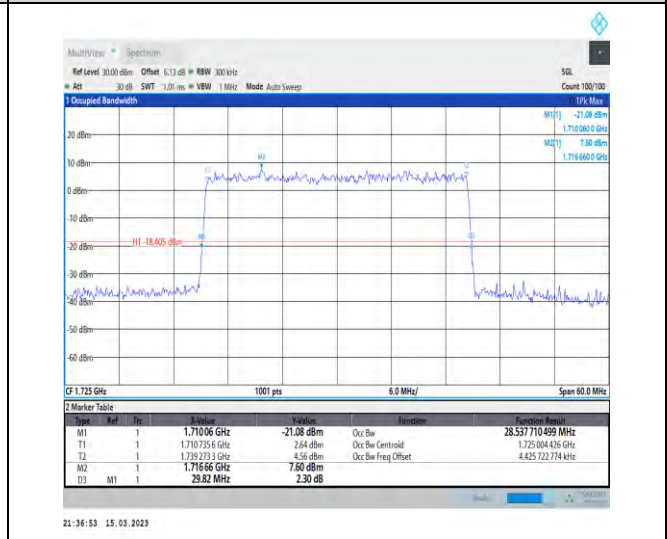 MultiView Spectrum
Ref Level 30.00 dBm Offset 6.13 dB RBW 300 kHz SGL
Att 30 dB SWT 1.01 ms VBW 1 MHz Mode Auto Sweep Count 100/100
1 Occupied Bandwidth 1Pk Max
M1[1] -21.08 dBm
1.710 060 0 GHz
20 dBm
M2[1] 7.60 dBm
1.716 660 0 GHz
10 dBm
M2
0 dBm
-10 dBm
H1 -18.405 dBm
-20 dBm
-30 dBm
-40 dBm
-50 dBm
-60 dBm
CF 1.725 GHz 1001 pts 6.0 MHz/ Span 60.0 MHz
2 Marker Table
Type Ref Trc X-Value Y-Value Function Function Result
M1 1 1.710 06 GHz -21.08 dBm Occ Bw 28.537 710 499 MHz
T1 1 1.710 735 6 GHz 2.64 dBm Occ Bw Centroid 1.725 004 426 GHz
T2 1 1.739 273 3 GHz 4.56 dBm Occ Bw Freq Offset 4.425 722 774 kHz
M2 1 1.716 66 GHz 7.60 dBm
D3 M1 1 29.82 MHz 2.30 dB
21:36:53 15.03.2023